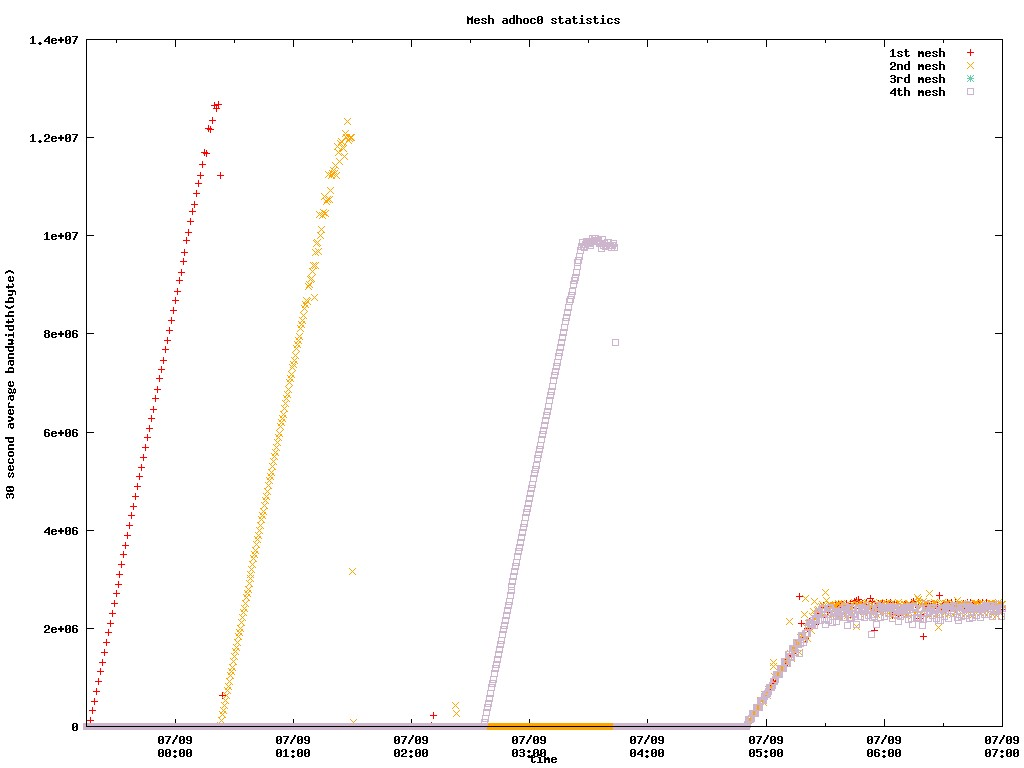 Mesh adhoc0 statistics
1.4e+07
1.2e+07
1e+07
8e+06
6e+06
4e+06
2e+06
0
30 second average bandwidth(byte)
1st mesh
2nd mesh
3rd mesh
4th mesh
07/09 07/09 07/09 07/09 07/09 07/09 07/09 07/09
00:00 01:00 02:00 03:00 04:00 05:00 06:00 07:00
time